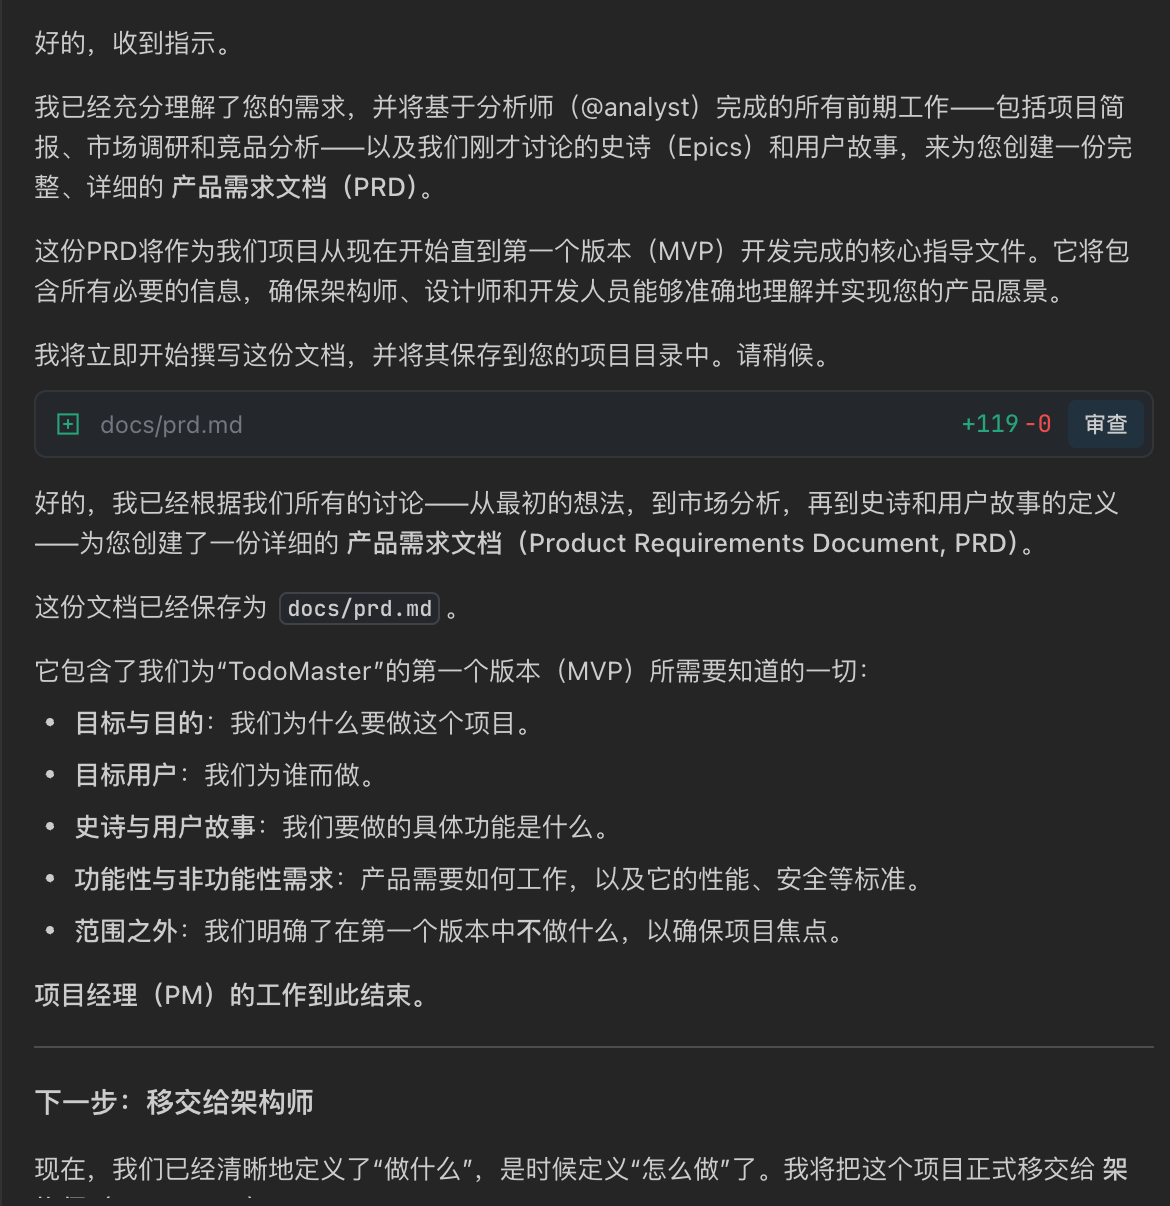 好的，收到指示。
我已经充分理解了您的需求，并将基于分析师（@analyst）完成的所有前期工作——包括项目简
报、市场调研和竞品分析——以及我们刚才讨论的史诗（Epics）和用户故事，来为您创建一份完
整、详细的 产品需求文档（PRD）。
这份PRD将作为我们项目从现在开始直到第一个版本（MVP）开发完成的核心指导文件。它将包
含所有必要的信息，确保架构师、设计师和开发人员能够准确地理解并实现您的产品愿景。
我将立即开始撰写这份文档，并将其保存到您的项目目录中。请稍候。
docs/prd.md +119 -0 审查
好的，我已经根据我们所有的讨论——从最初的想法，到市场分析，再到史诗和用户故事的定义
——为您创建了一份详细的 产品需求文档（Product Requirements Document, PRD）。
这份文档已经保存为 docs/prd.md 。
它包含了我们为“TodoMaster”的第一个版本（MVP）所需要知道的一切：
• 目标与目的：我们为什么要做这个项目。
• 目标用户：我们为谁而做。
• 史诗与用户故事：我们要做的具体功能是什么。
• 功能性与非功能性需求：产品需要如何工作，以及它的性能、安全等标准。
• 范围之外：我们明确了在第一个版本中不做什么，以确保项目焦点。
项目经理（PM）的工作到此结束。
下一步：移交给架构师
现在，我们已经清晰地定义了“做什么”，是时候定义“怎么做”了。我将把这个项目正式移交给 架